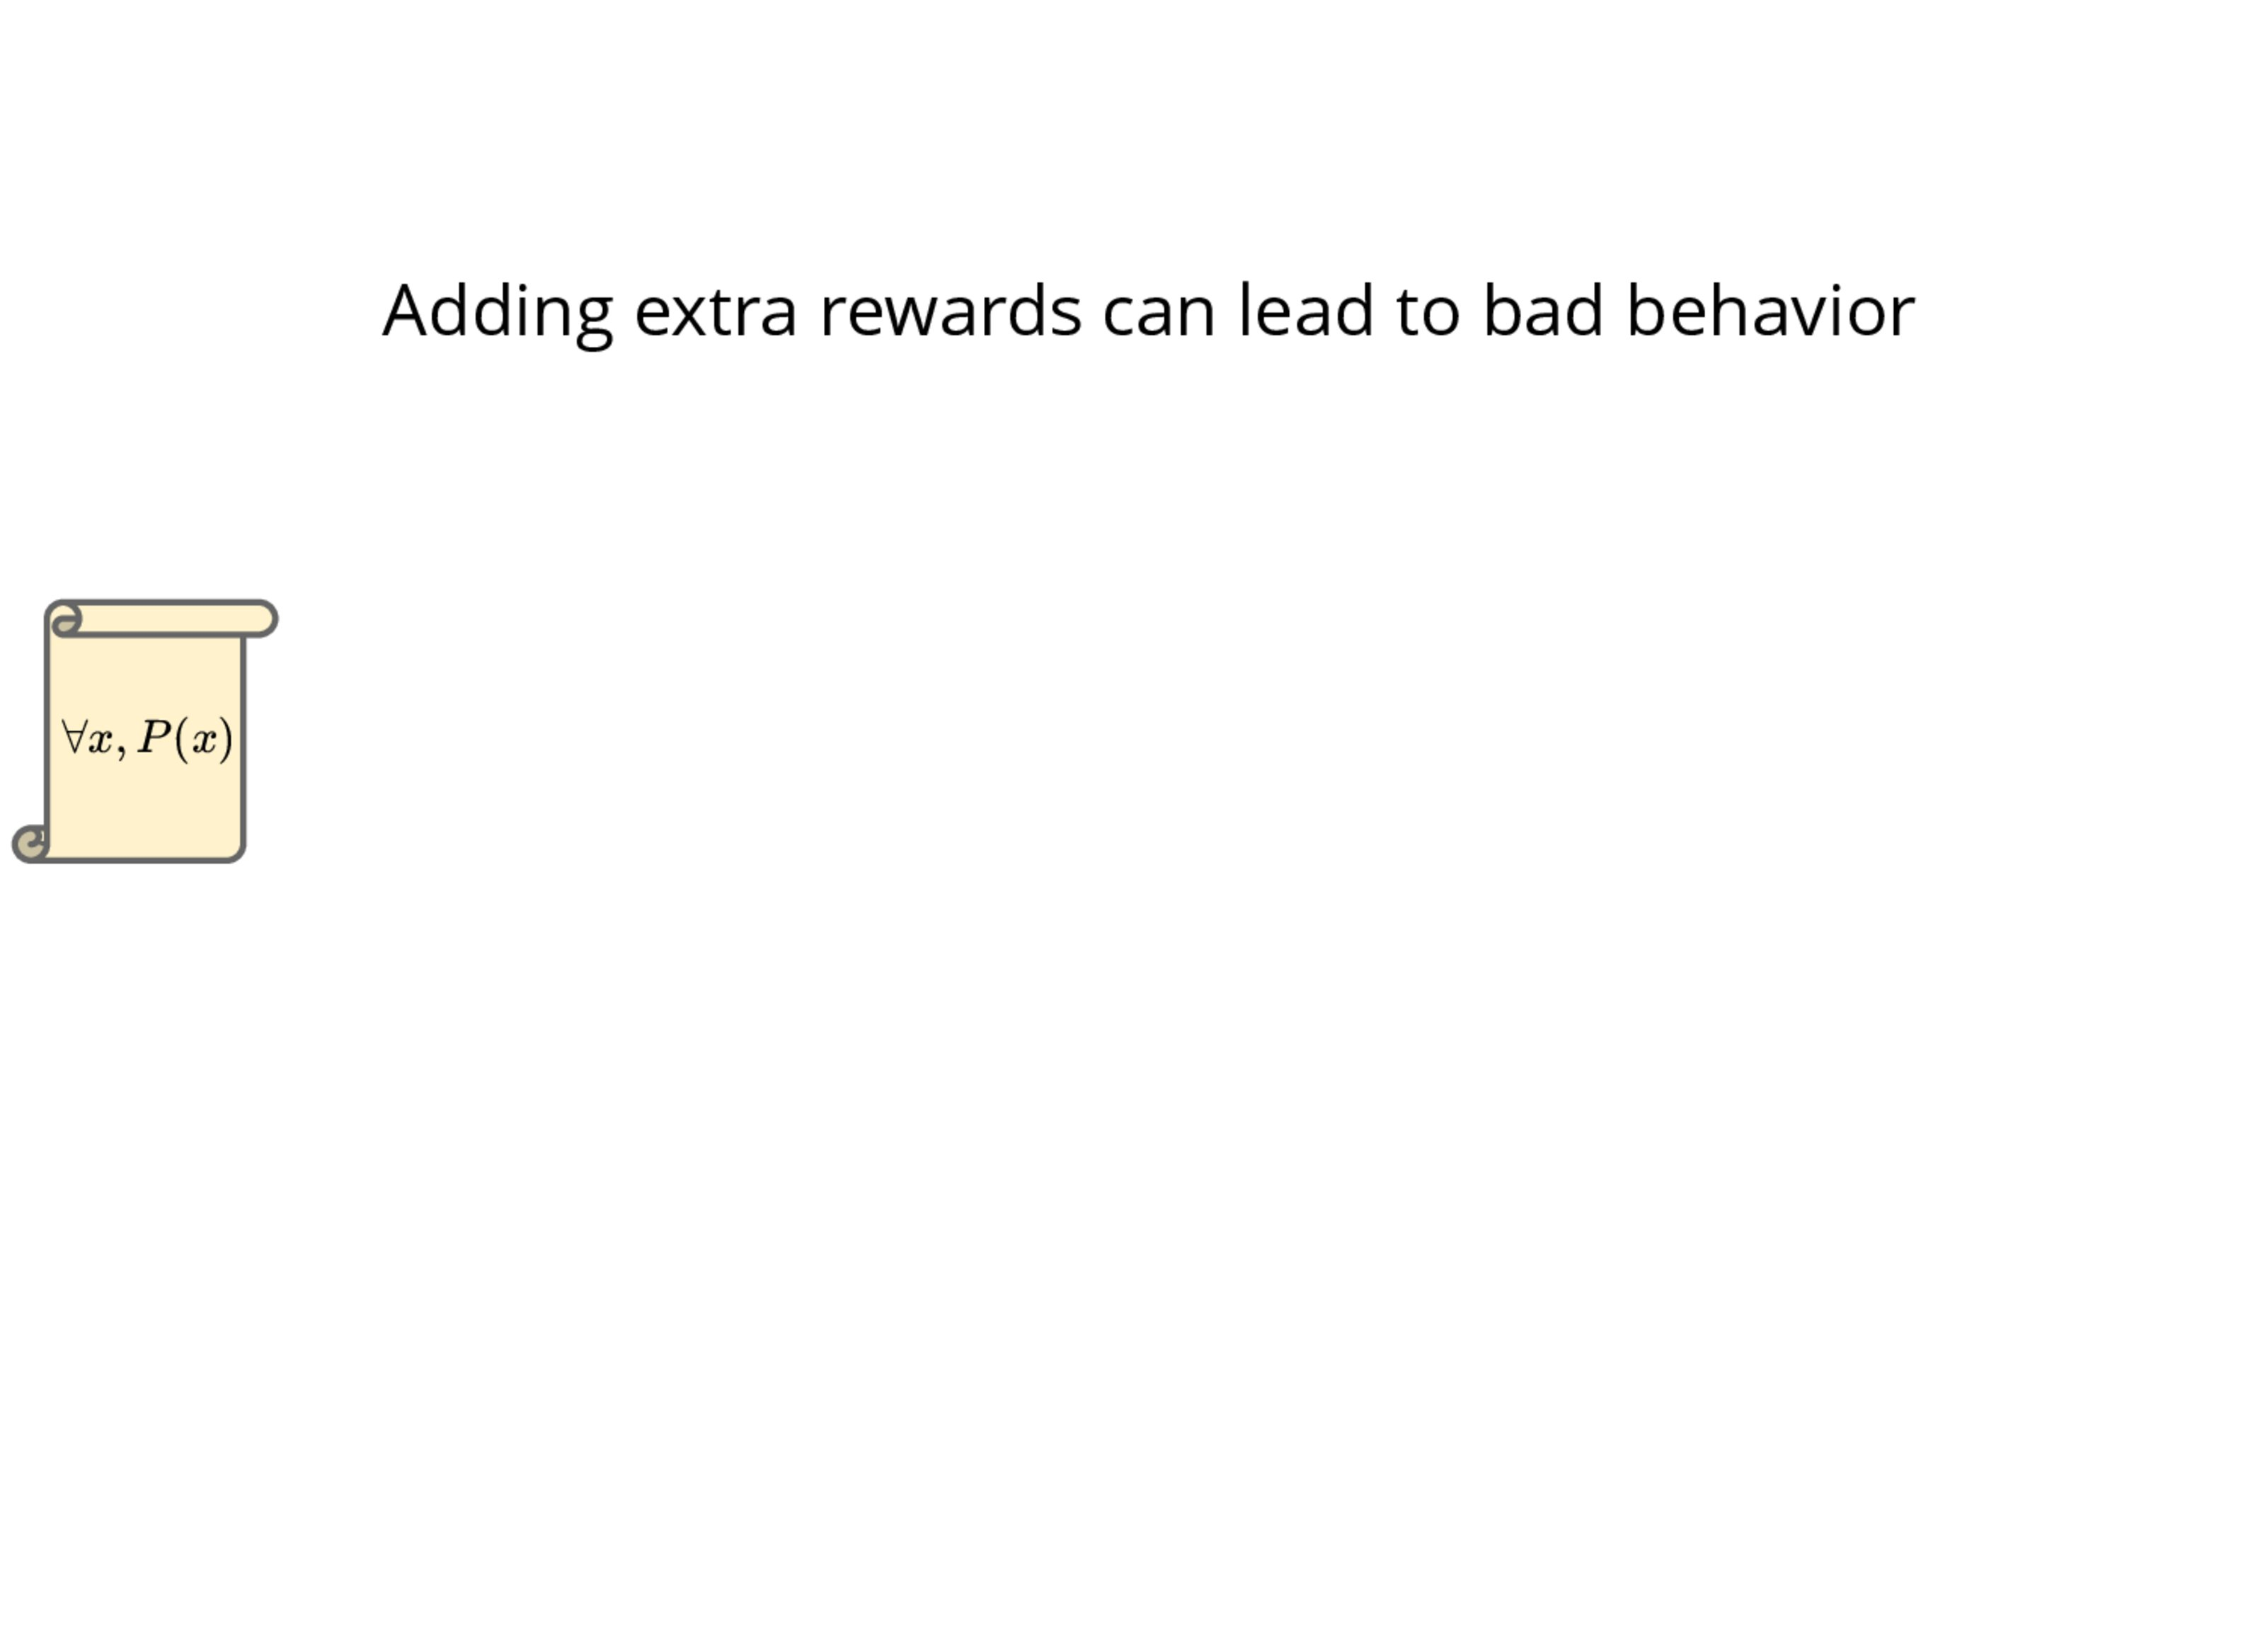 Adding extra rewards can lead to bad behavior
∀x, P(x)